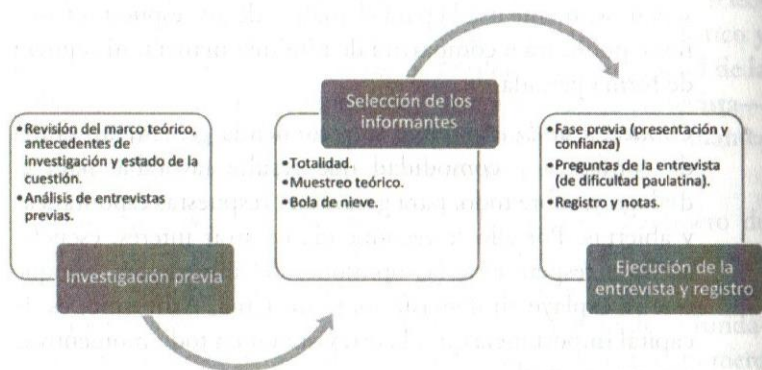 • Revisión del marco teórico,
antecedentes de
investigación y estado de la
cuestión.
• Análisis de entrevistas
previas.
Investigación previa
Selección de los
informantes
• Totalidad.
• Muestreo teórico.
• Bola de nieve.
• Fase previa (presentación y
confianza)
• Preguntas de la entrevista
(de dificultad paulatina).
• Registro y notas.
Ejecución de la
entrevista y registro